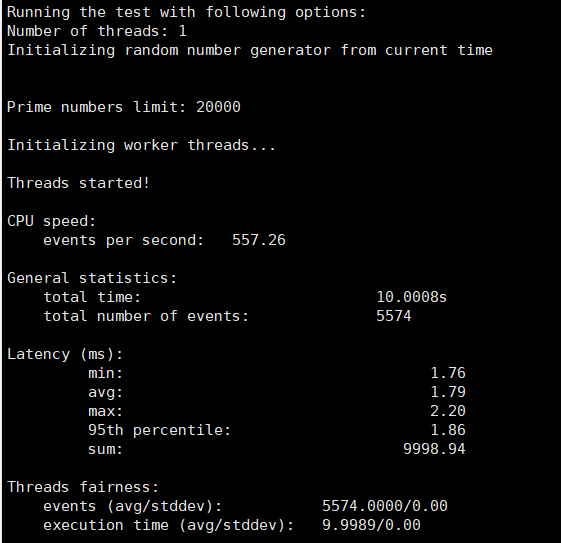 Running the test with following options:
Number of threads: 1
Initializing random number generator from current time
Prime numbers limit: 20000
Initializing worker threads...
Threads started!
CPU speed:
events per second: 557.26
General statistics:
total time: 10.0008s
total number of events: 5574
Latency (ms):
min: 1.76
avg: 1.79
max: 2.20
95th percentile: 1.86
sum: 9998.94
Threads fairness:
events (avg/stddev): 5574.0000/0.00
execution time (avg/stddev): 9.9989/0.00